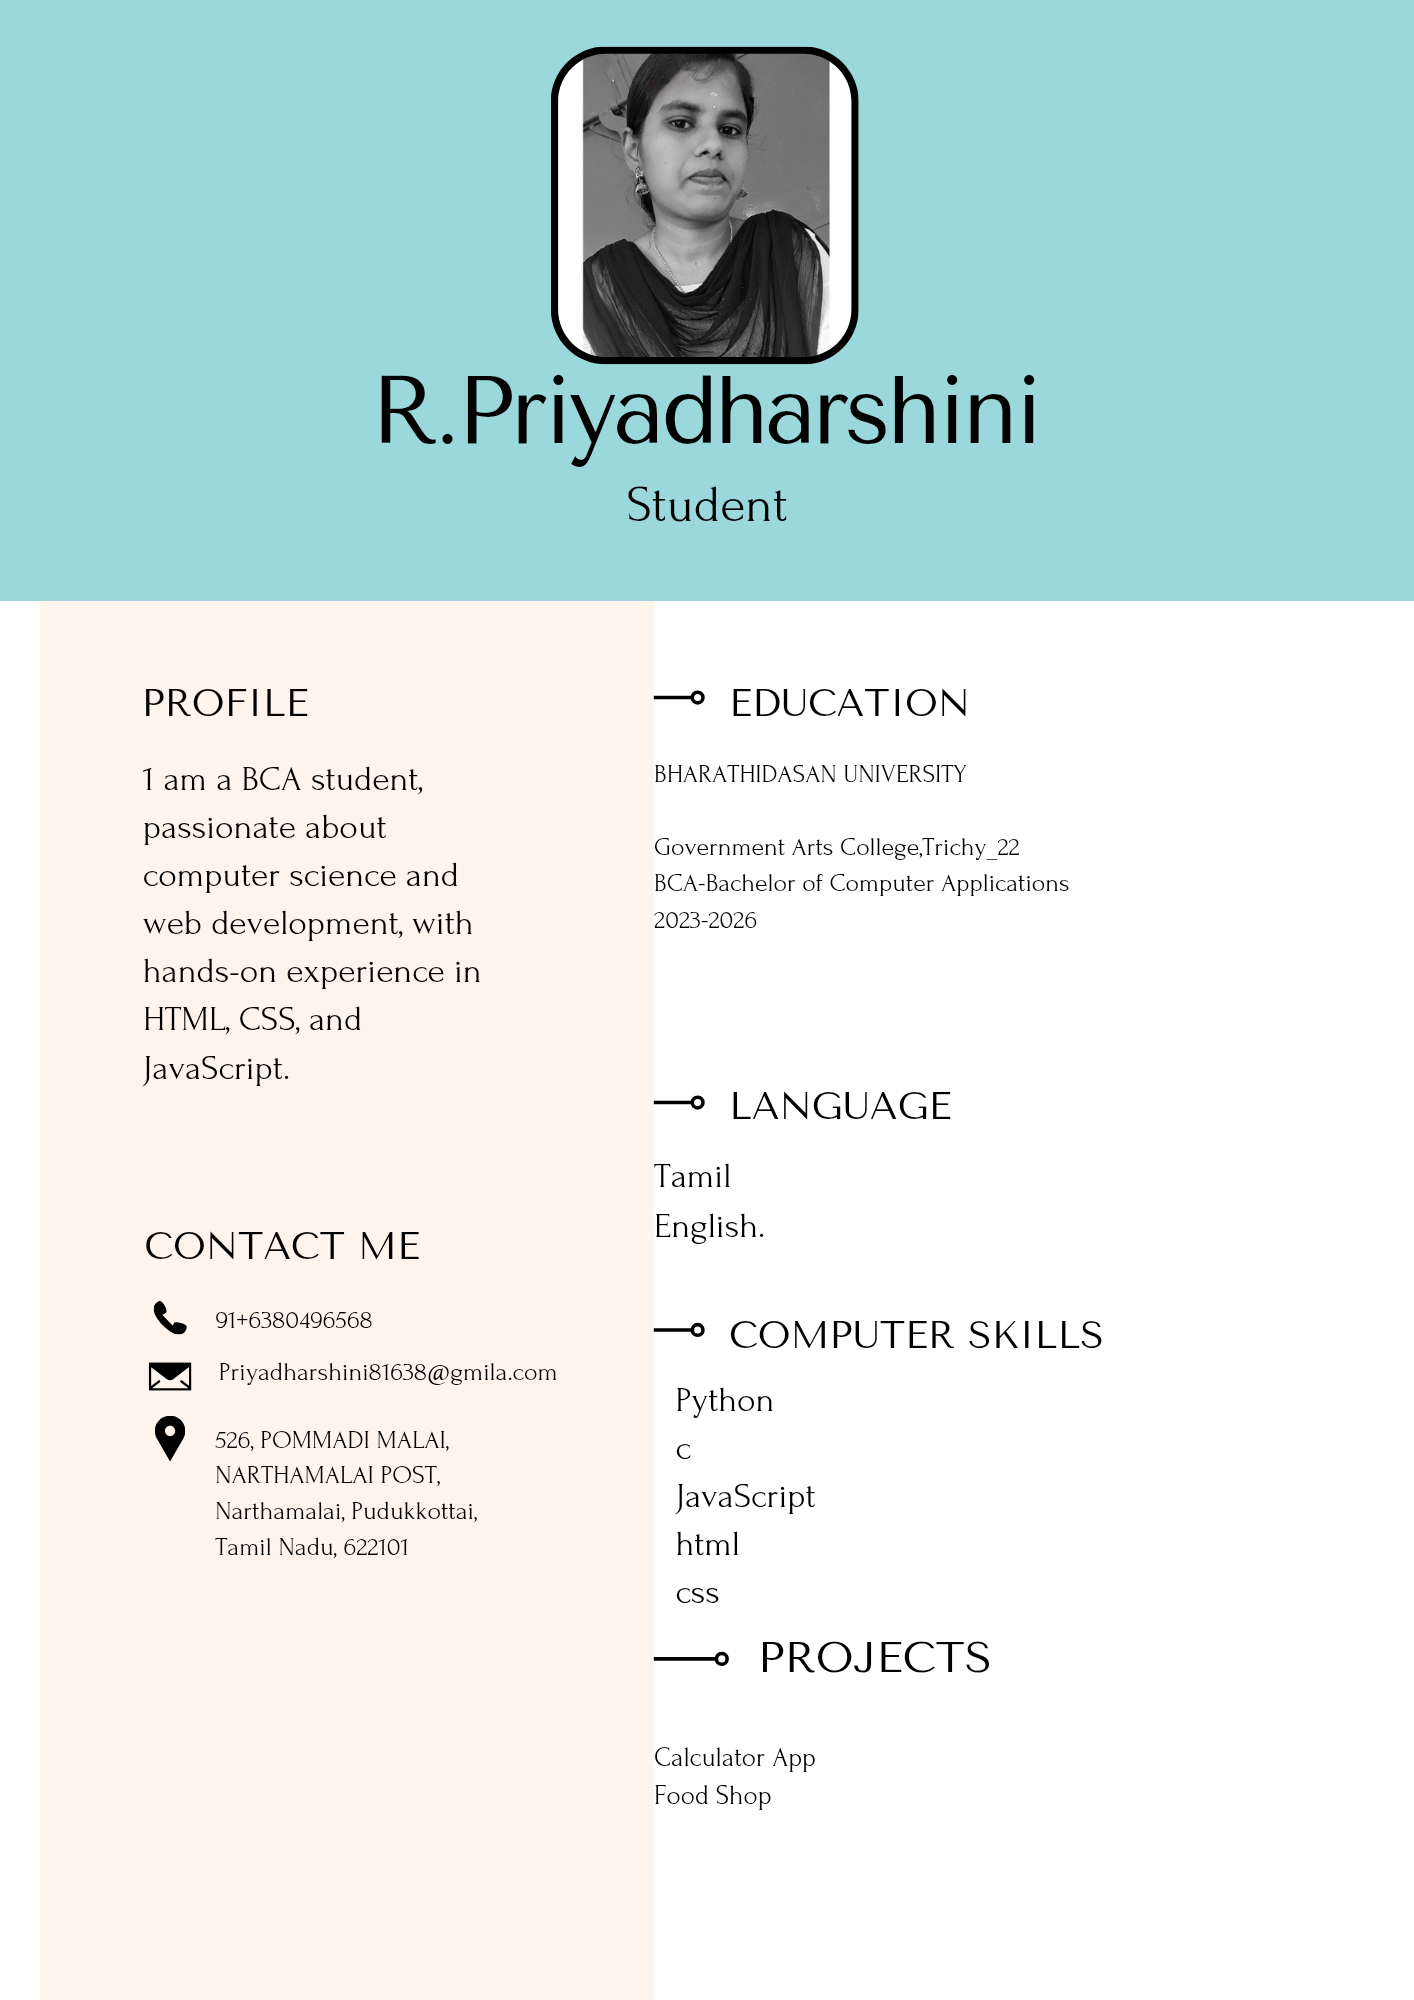 R.Priyadharshini
Student
PROFILE
1 am a BCA student,
passionate about
computer science and
web development, with
hands-on experience in
HTML, CSS, and
JavaScript.
CONTACT ME
91+6380496568
Priyadharshini81638@gmila.com
526, POMMADI MALAI,
NARTHAMALAI POST,
Narthamalai, Pudukkottai,
Tamil Nadu, 622101
EDUCATION
BHARATHIDASAN UNIVERSITY
Government Arts College,Trichy_22
BCA-Bachelor of Computer Applications
2023-2026
LANGUAGE
Tamil
English.
COMPUTER SKILLS
Python
c
JavaScript
html
css
PROJECTS
Calculator App
Food Shop